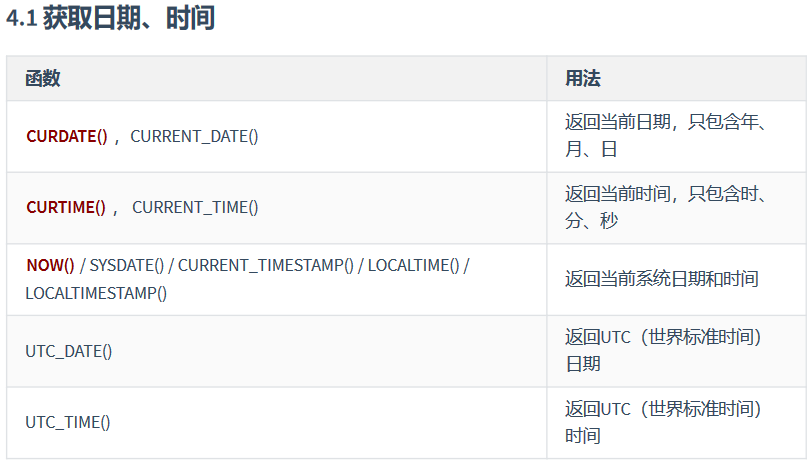 4.1 获取日期、时间
函数 用法
CURDATE() ，CURRENT_DATE() 返回当前日期，只包含年、
月、日
CURTIME() ， CURRENT_TIME() 返回当前时间，只包含时、
分、秒
NOW() / SYSDATE() / CURRENT_TIMESTAMP() / LOCALTIME() /
LOCALTIMESTAMP() 返回当前系统日期和时间
UTC_DATE() 返回UTC（世界标准时间）
日期
UTC_TIME() 返回UTC（世界标准时间）
时间